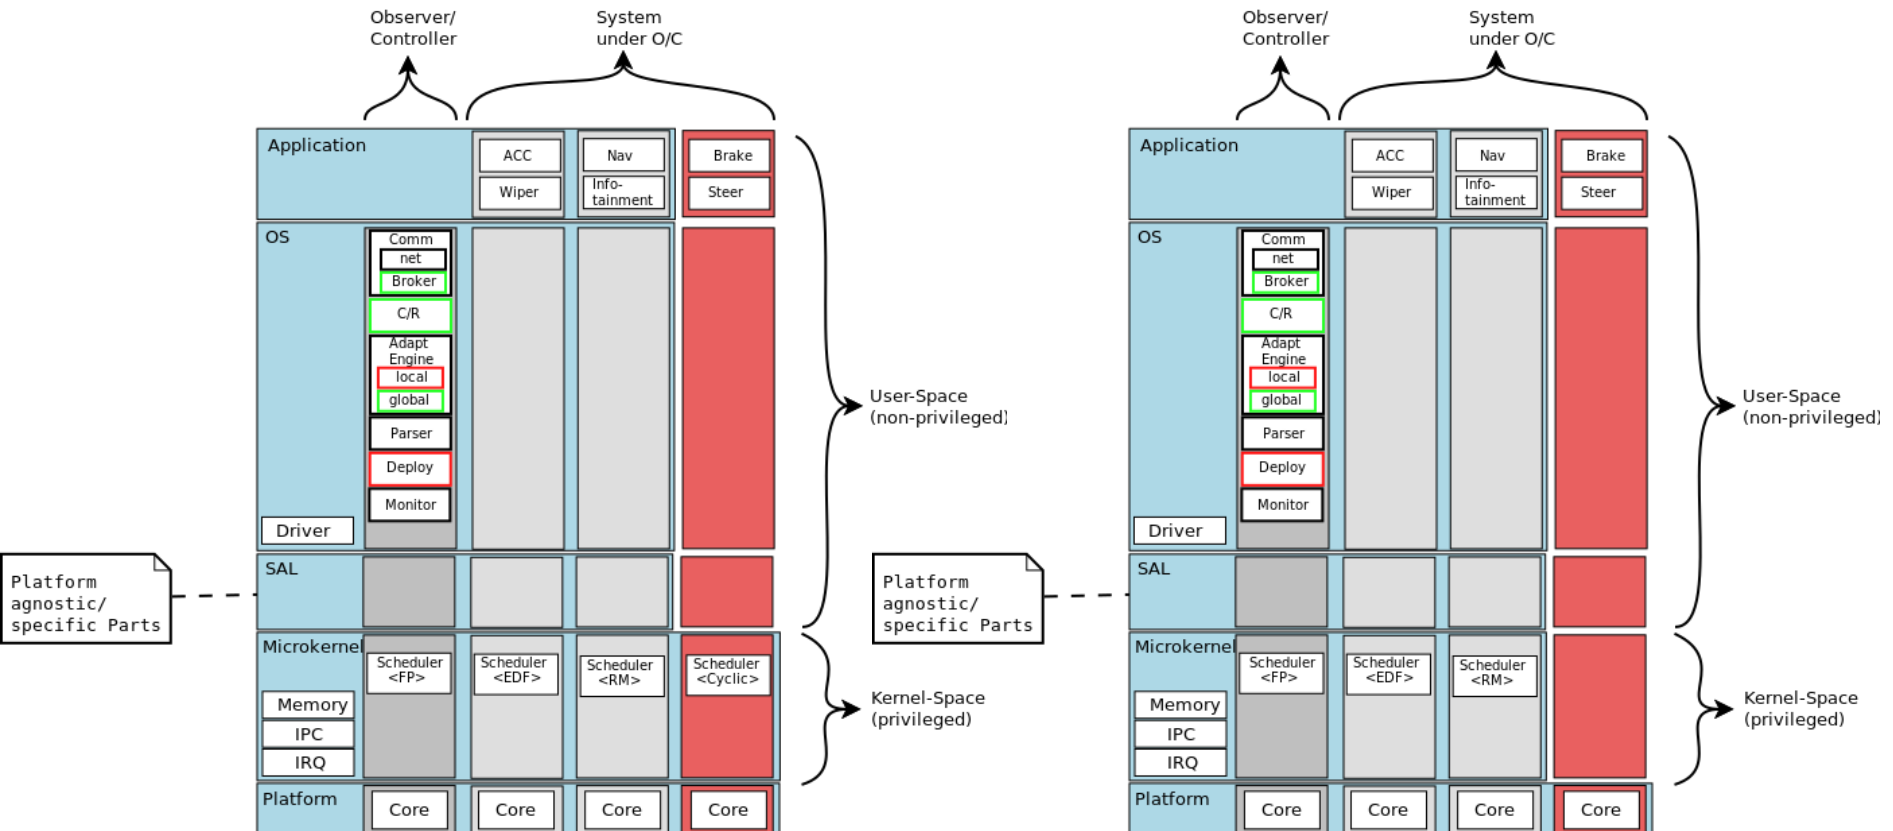 Observer/
Controller
System
under O/C
Application
ACC
Wiper
Nav
Info-
tainment
Brake
Steer
OS
Comm
net
Broker
C/R
Adapt
Engine
local
global
Parser
Deploy
Monitor
Driver
User-Space
(non-privileged)
Platform
agnostic/
specific Parts
SAL
Microkernel
Scheduler
<FP>
Scheduler
<EDF>
Scheduler
<RM>
Scheduler
<Cyclic>
Memory
IPC
IRQ
Kernel-Space
(privileged)
Platform
Core
Core
Core
Core
Observer/
Controller
System
under O/C
Application
ACC
Wiper
Nav
Info-
tainment
Brake
Steer
OS
Comm
net
Broker
C/R
Adapt
Engine
local
global
Parser
Deploy
Monitor
Driver
User-Space
(non-privileged)
Platform
agnostic/
specific Parts
SAL
Microkernel
Scheduler
<FP>
Scheduler
<EDF>
Scheduler
<RM>
Memory
IPC
IRQ
Kernel-Space
(privileged)
Platform
Core
Core
Core
Core